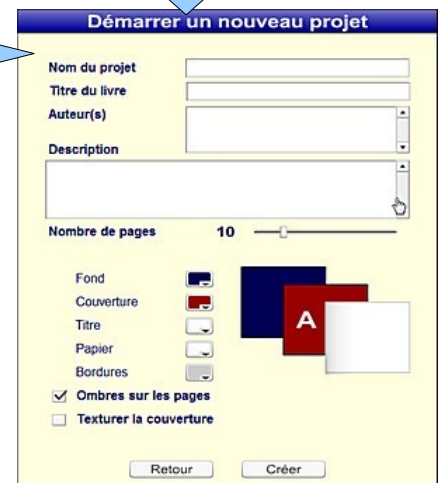 Démarrer un nouveau projet
Nom du projet
Titre du livre
Auteur(s)
Description
Nombre de pages 10
Fond
Couverture
Titre
Papier
Bordures
A
Ombres sur les pages
Texturer la couverture
Retour Créer